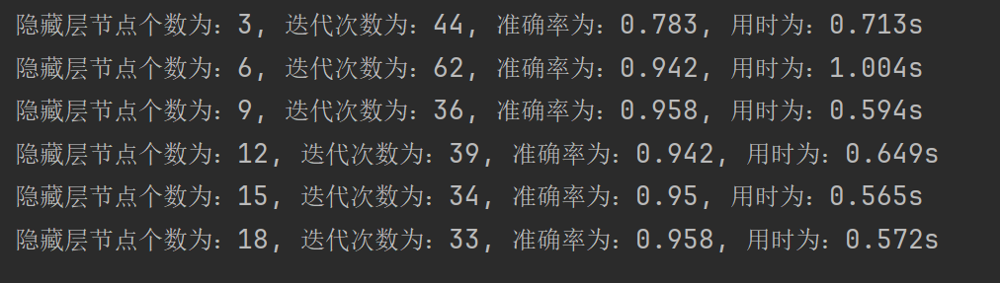 隐藏层节点个数为：3, 迭代次数为：44, 准确率为：0.783, 用时为：0.713s
隐藏层节点个数为：6, 迭代次数为：62, 准确率为：0.942, 用时为：1.004s
隐藏层节点个数为：9, 迭代次数为：36, 准确率为：0.958, 用时为：0.594s
隐藏层节点个数为：12, 迭代次数为：39, 准确率为：0.942, 用时为：0.649s
隐藏层节点个数为：15, 迭代次数为：34, 准确率为：0.95, 用时为：0.565s
隐藏层节点个数为：18, 迭代次数为：33, 准确率为：0.958, 用时为：0.572s